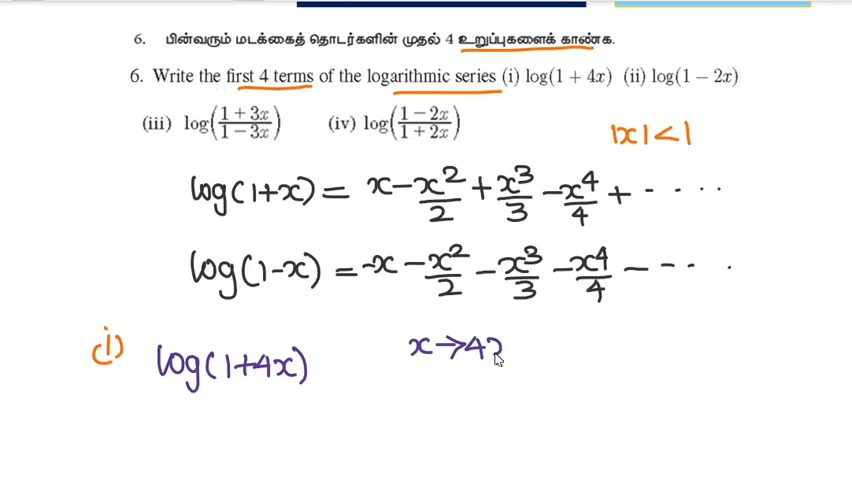 6. பின்வரும் மடக்கைத் தொடர்களின் முதல் 4 உறுப்புகளைக் காண்க.
6. Write the first 4 terms of the logarithmic series (i) log(1 + 4x) (ii) log(1 − 2x)
(iii) log((1 + 3x)/(1 − 3x)) (iv) log((1 − 2x)/(1 + 2x))
|x| < 1
log(1+x) = x − x²/2 + x³/3 − x⁴/4 + - - - -
log(1−x) = -x − x²/2 − x³/3 − x⁴/4 − - - - -
(i) log(1+4x) x → 4